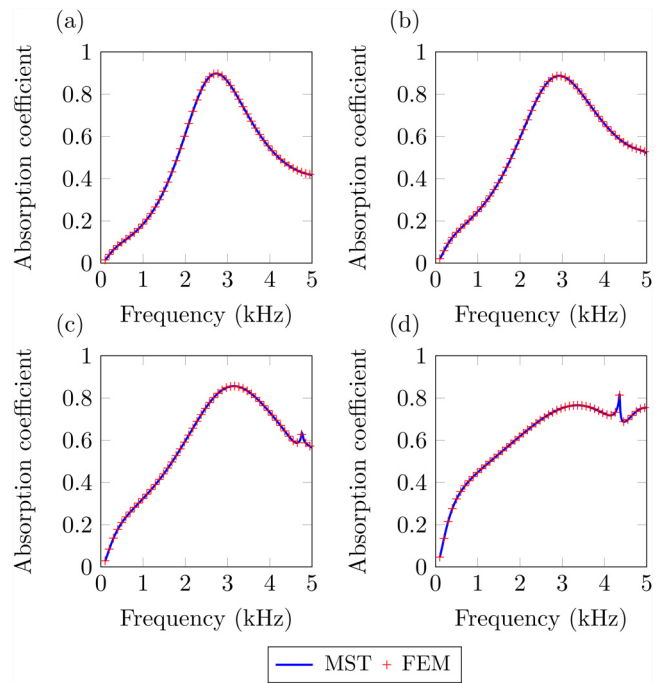 (a)
Absorption coefficient
1
0.8
0.6
0.4
0.2
0
0 1 2 3 4 5
Frequency (kHz)
(b)
Absorption coefficient
1
0.8
0.6
0.4
0.2
0
0 1 2 3 4 5
Frequency (kHz)
(c)
Absorption coefficient
1
0.8
0.6
0.4
0.2
0
0 1 2 3 4 5
Frequency (kHz)
(d)
Absorption coefficient
1
0.8
0.6
0.4
0.2
0
0 1 2 3 4 5
Frequency (kHz)
MST + FEM